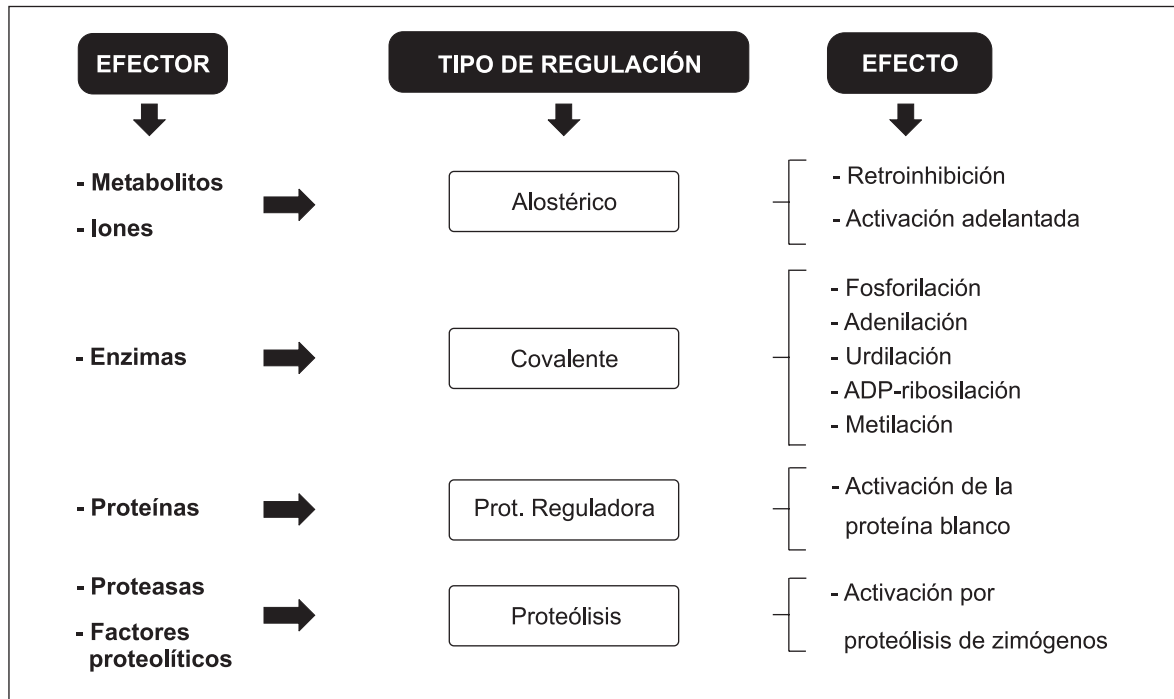 EFECTOR
TIPO DE REGULACIÓN
EFECTO
- Metabolitos
- Iones
Alostérico
- Retroinhibición
- Activación adelantada
- Enzimas
Covalente
- Fosforilación
- Adenilación
- Urdilación
- ADP-ribosilación
- Metilación
- Proteínas
Prot. Reguladora
- Activación de la
proteína blanco
- Proteasas
- Factores
proteolíticos
Proteólisis
- Activación por
proteólisis de zimógenos